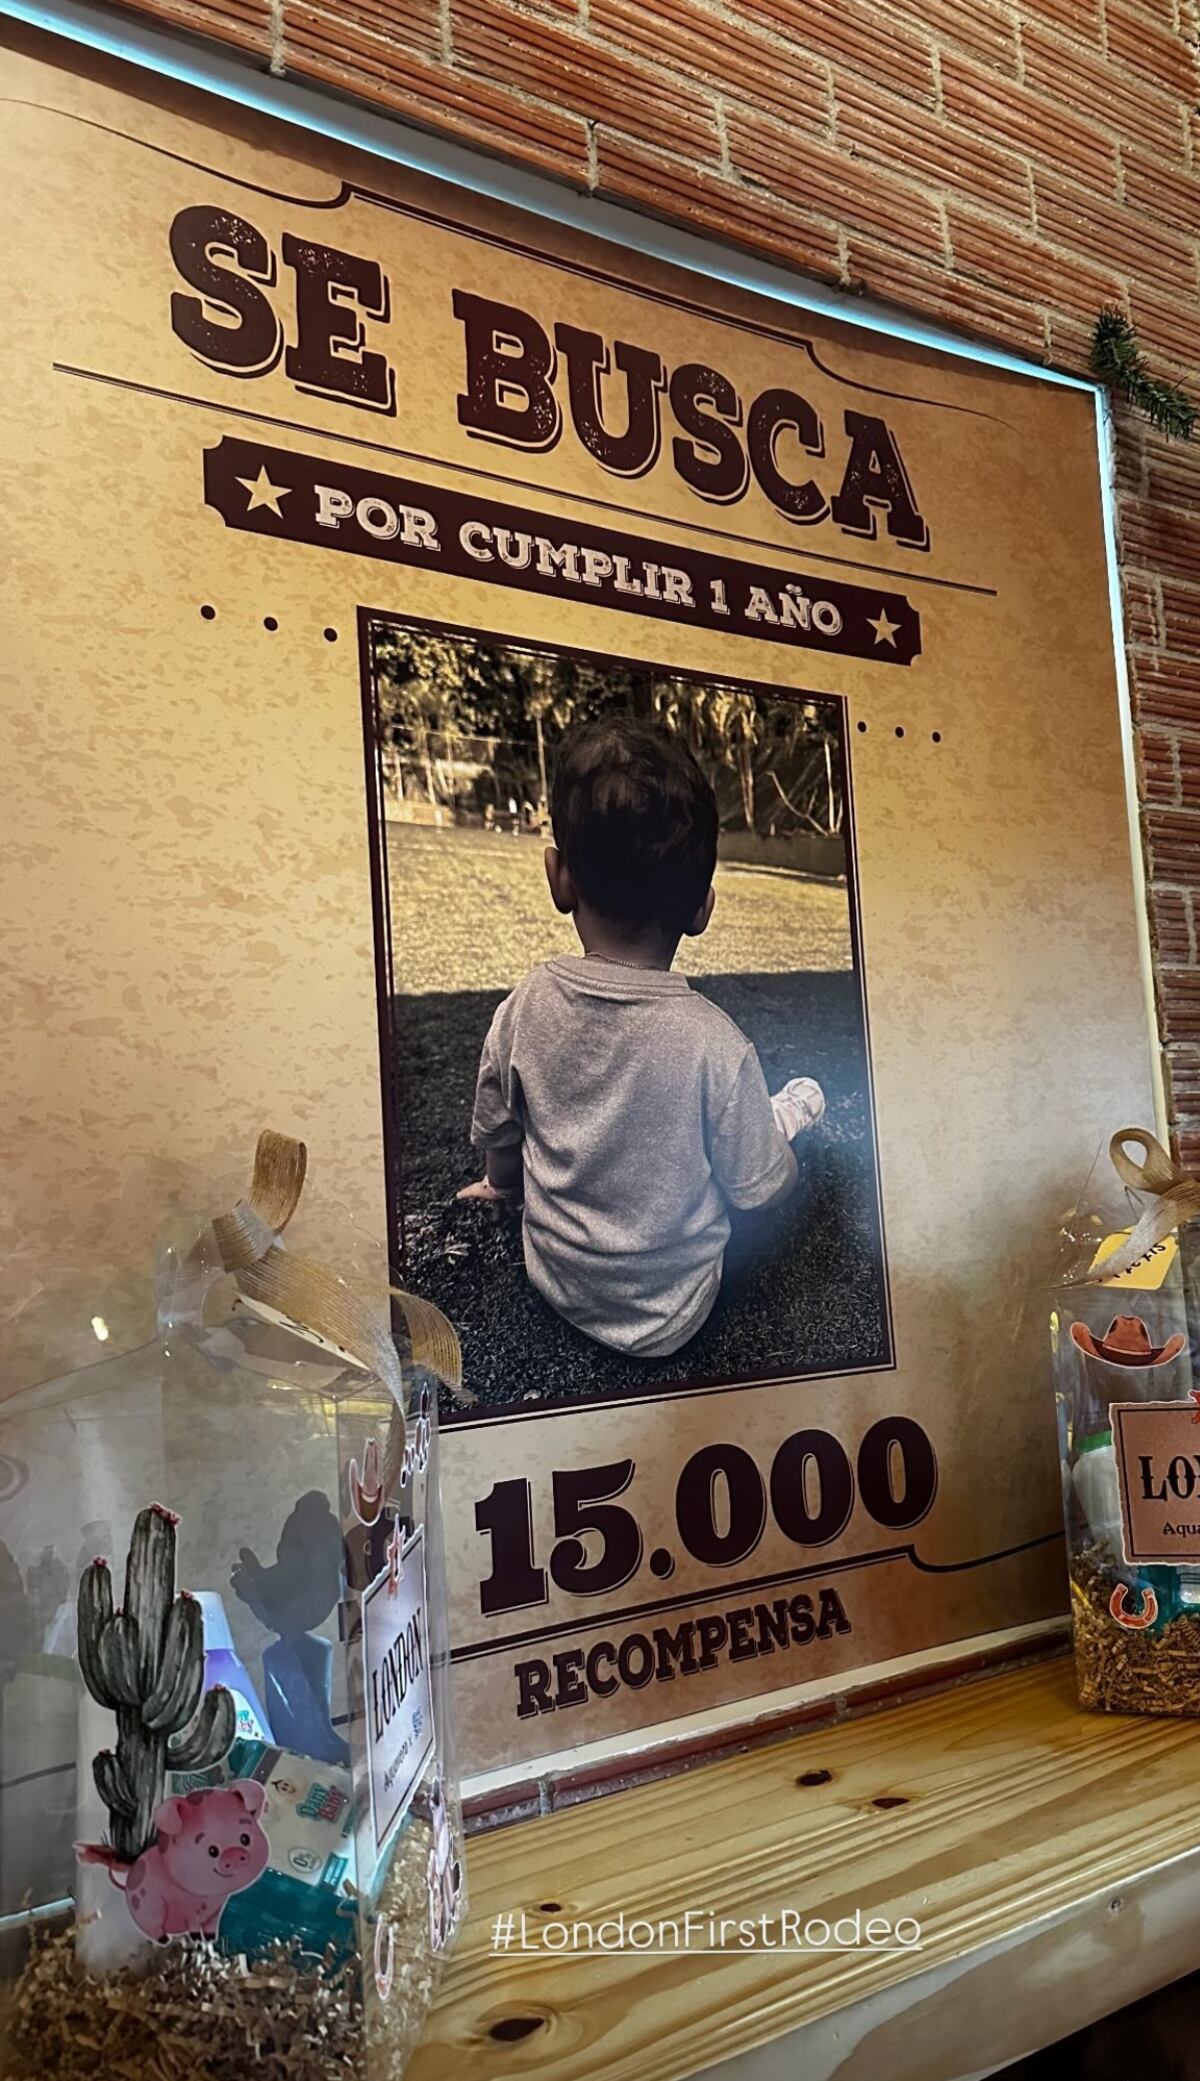 SE BUSCA
POR CUMPLIR 1 AÑO
15.000
RECOMPENSA
LONDON
#LondonFirstRodeo